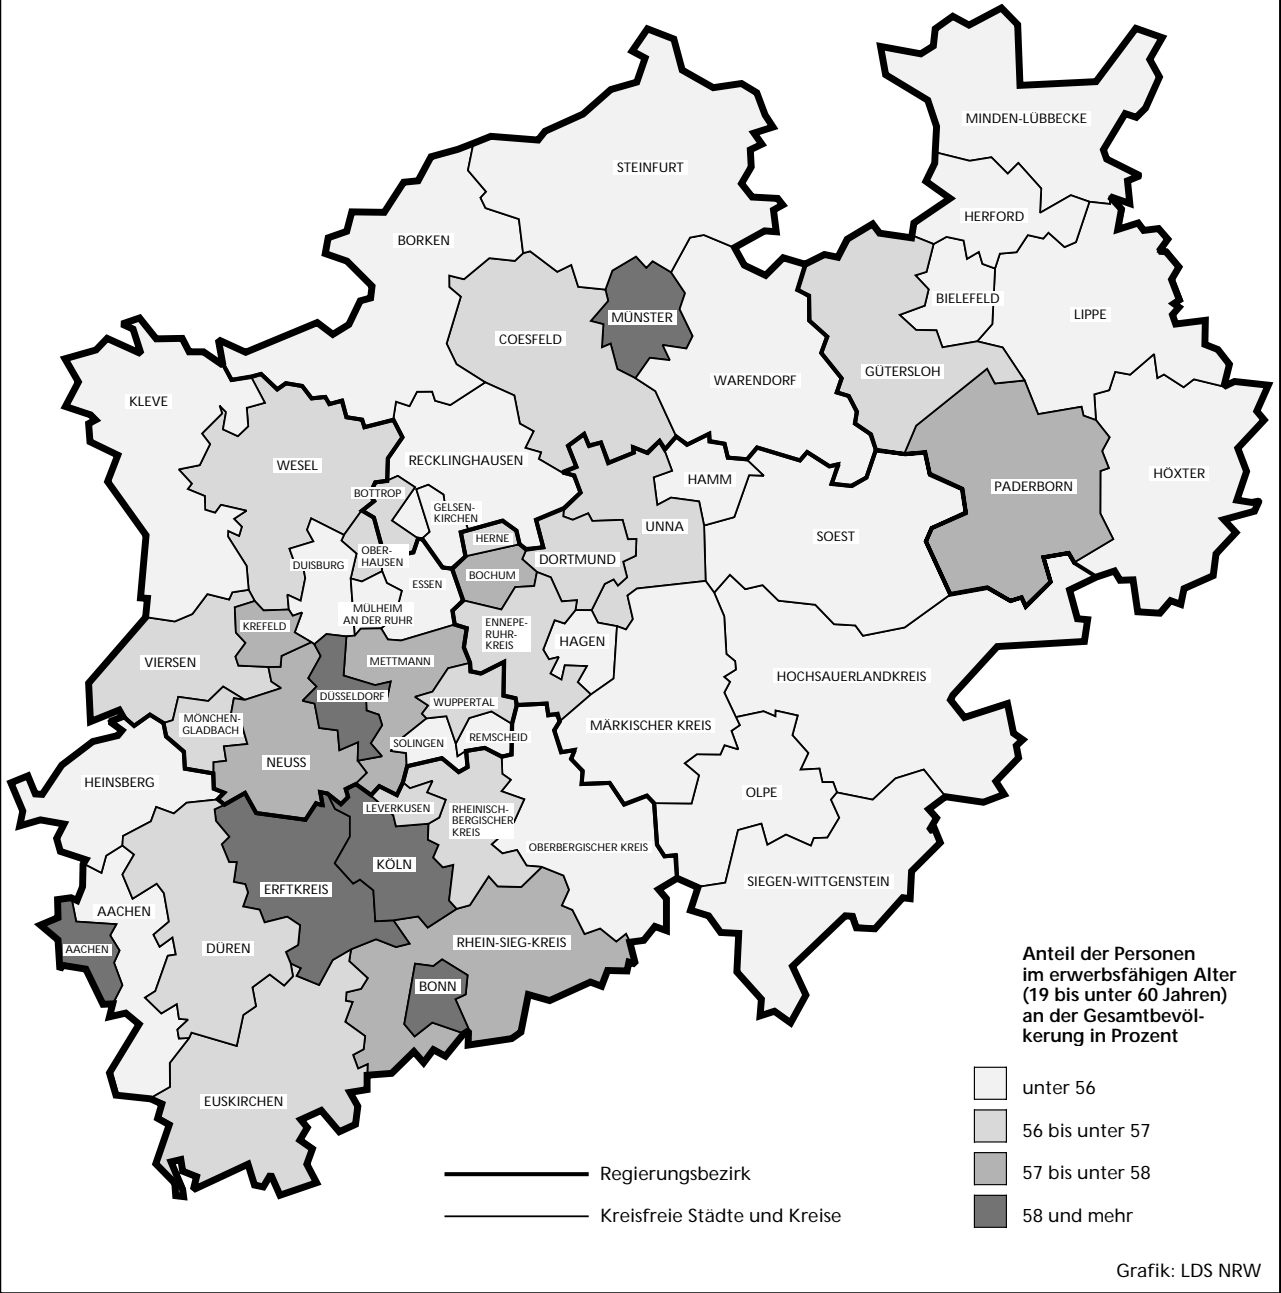 MINDEN-LÜBBECKE
STEINFURT
HERFORD
BORKEN
BIELEFELD
LIPPE
MÜNSTER
COESFELD
GÜTERSLOH
WARENDORF
KLEVE
RECKLINGHAUSEN
WESEL
HÖXTER
HAMM
PADERBORN
BOTTROP
GELSEN-
KIRCHEN
UNNA
SOEST
HERNE
OBER-
HAUSEN
DORTMUND
DUISBURG
BOCHUM
ESSEN
MÜLHEIM
AN DER RUHR
KREFELD
ENNEPE-
RUHR-
KREIS
HAGEN
VIERSEN
METTMANN
HOCHSAUERLANDKREIS
DÜSSELDORF
WUPPERTAL
MÖNCHEN-
GLADBACH
MÄRKISCHER KREIS
REMSCHEID
SOLINGEN
NEUSS
HEINSBERG
OLPE
LEVERKUSEN
RHEINISCH-
BERGISCHER
KREIS
OBERBERGISCHER KREIS
KÖLN
SIEGEN-WITTGENSTEIN
ERFTKREIS
AACHEN
RHEIN-SIEG-KREIS
AACHEN
DÜREN
BONN
EUSKIRCHEN
Anteil der Personen
im erwerbsfähigen Alter
(19 bis unter 60 Jahren)
an der Gesamtbevöl-
kerung in Prozent
unter 56
56 bis unter 57
57 bis unter 58
58 und mehr
Regierungsbezirk
Kreisfreie Städte und Kreise
Grafik: LDS NRW